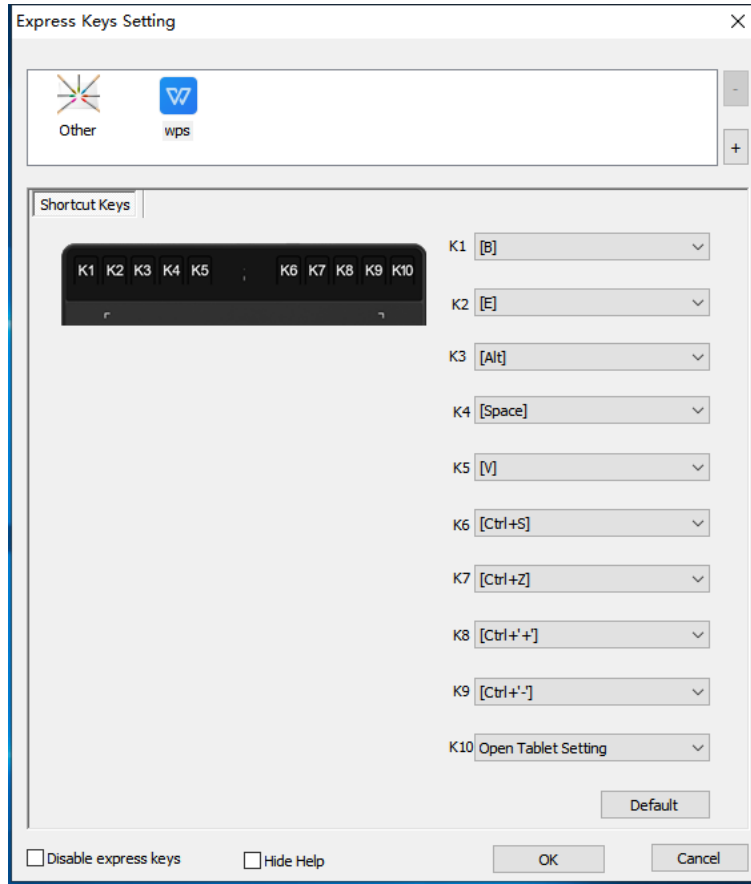 Express Keys Setting
Other
wps
-
+
Shortcut Keys
K1 K2 K3 K4 K5 K6 K7 K8 K9 K10
K1 [B]
K2 [E]
K3 [Alt]
K4 [Space]
K5 [V]
K6 [Ctrl+S]
K7 [Ctrl+Z]
K8 [Ctrl+'+']
K9 [Ctrl+'-']
K10 Open Tablet Setting
Default
Disable express keys
Hide Help
OK
Cancel